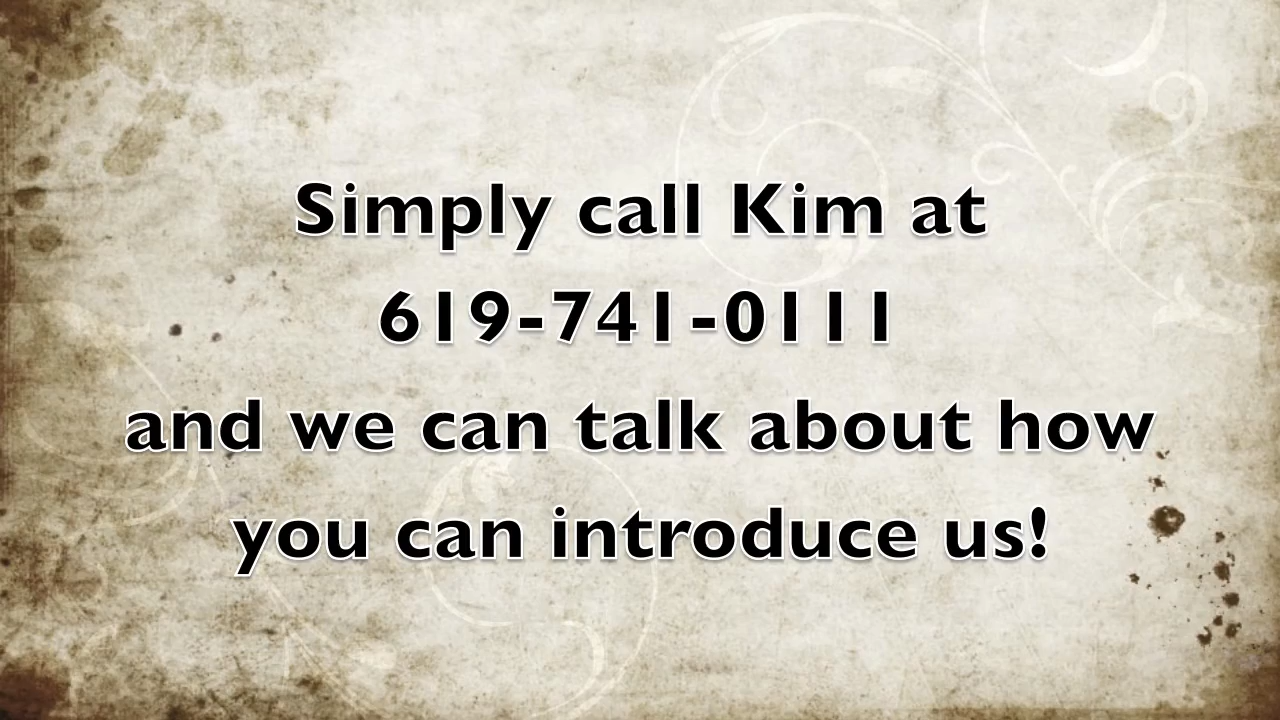 Simply call Kim at
619-741-0111
and we can talk about how
you can introduce us!